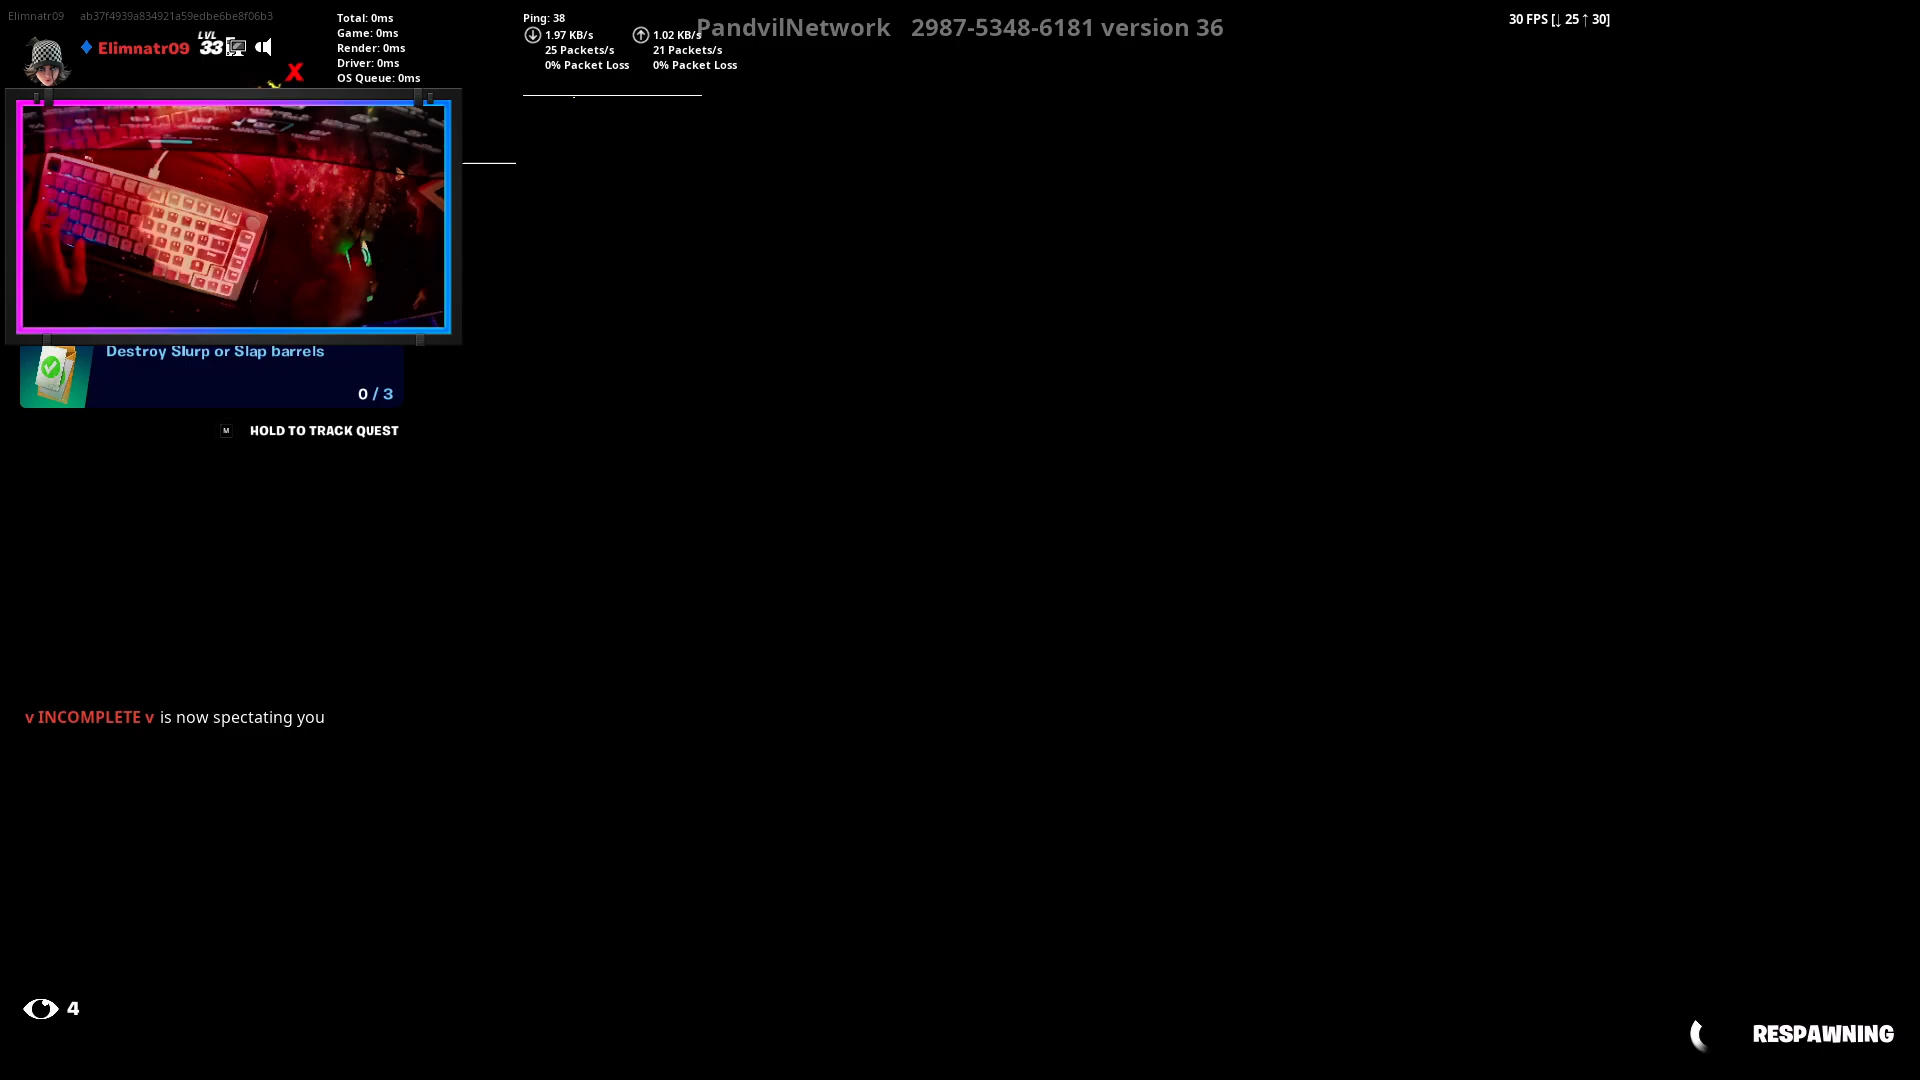 Elimnatr09 ab37f4939a834921a59edbe6be8f06b3
Elimnatr09 LVL 33
X
Total: 0ms
Game: 0ms
Render: 0ms
Driver: 0ms
OS Queue: 0ms
Ping: 38
1.97 KB/s 1.02 KB/s
25 Packets/s 21 Packets/s
0% Packet Loss 0% Packet Loss
PandvilNetwork 2987-5348-6181 version 36
30 FPS [↓ 25 ↑ 30]
Destroy Slurp or Slap barrels
0 / 3
M HOLD TO TRACK QUEST
v INCOMPLETE v is now spectating you
4
RESPAWNING